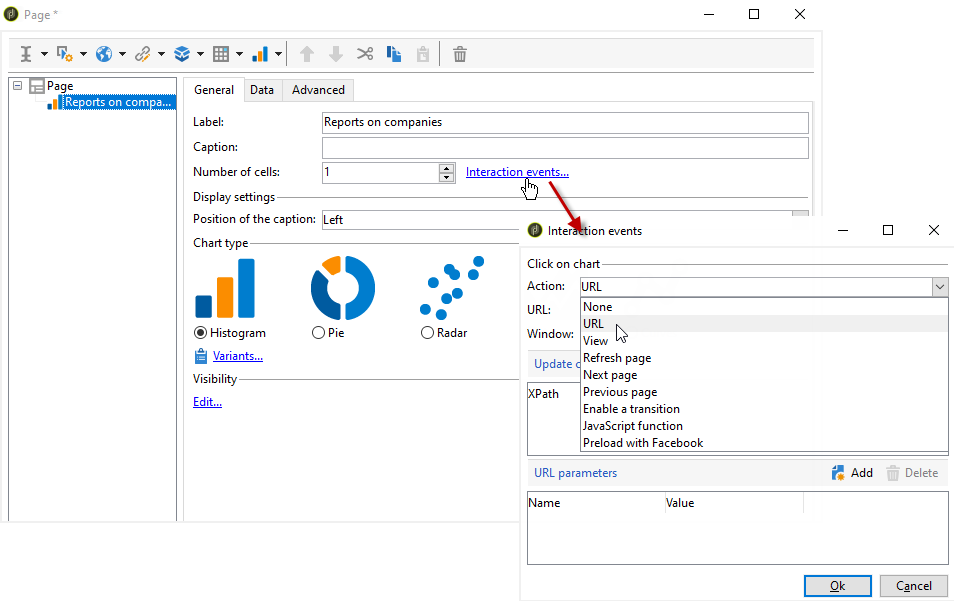 Page *
Page
Reports on compa...
General Data Advanced
Label: Reports on companies
Caption:
Number of cells: 1 Interaction events...
Display settings
Position of the caption: Left
Chart type
Histogram Pie Radar
Variants...
Visibility
Edit...
Interaction events
Click on chart
Action: URL
URL:
Window:
None
URL
View
Refresh page
Next page
Previous page
Enable a transition
JavaScript function
Preload with Facebook
Update
XPath
URL parameters Add Delete
Name Value
Ok Cancel